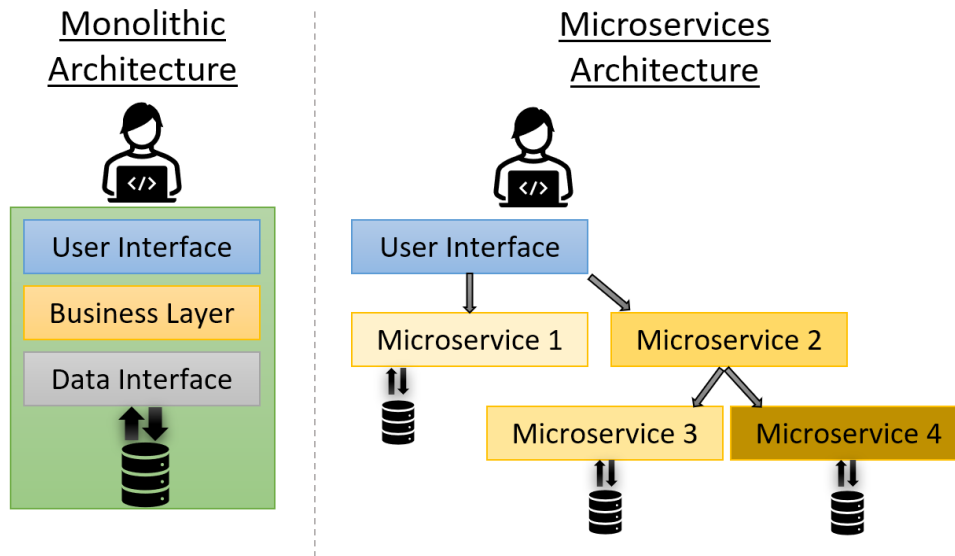 Monolithic
Architecture
</>
User Interface
Business Layer
Data Interface
Microservices
Architecture
</>
User Interface
Microservice 1
Microservice 2
Microservice 3
Microservice 4